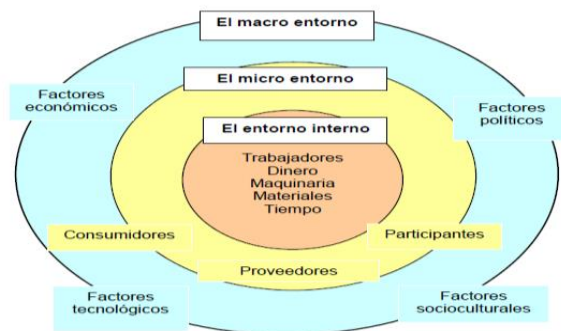 El macro entorno
El micro entorno
Factores
económicos
Factores
políticos
El entorno interno
Trabajadores
Dinero
Maquinaria
Materiales
Tiempo
Consumidores
Participantes
Proveedores
Factores
tecnológicos
Factores
socioculturales